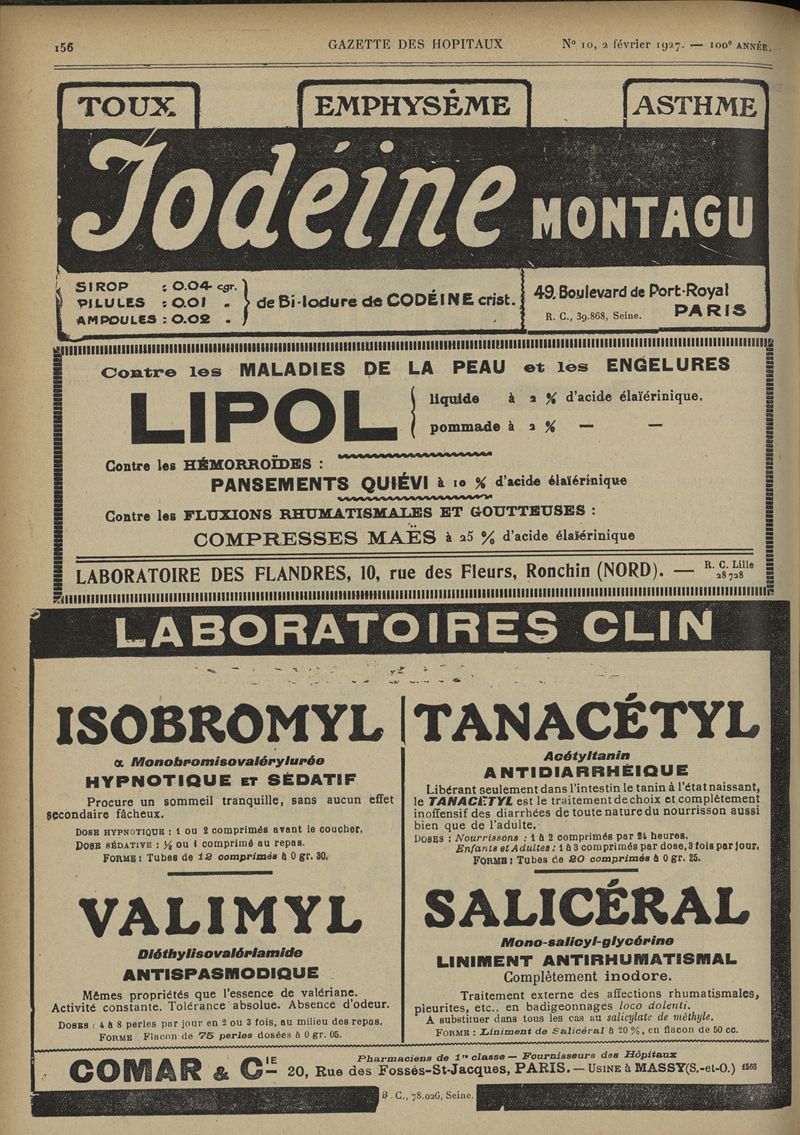 156 GAZETTE DES HOPITAUX N° 10, 2 février 1927. — 100e ANNÉE.
TOUX EMPHYSÈME ASTHME
Iodéine MONTAGU
SIROP : 0.04 cgr.
PILULES : 0.01 "
AMPOULES : 0.02 "
de Bi-Iodure de CODÉINE crist.
49, Boulevard de Port-Royal
R. C., 39.868, Seine. PARIS
Contre les MALADIES DE LA PEAU et les ENGELURES
LIPOL
liquide à 2 % d'acide élaïérinique.
pommade à 2 % — —
Contre les HÉMORROÏDES :
PANSEMENTS QUIÉVI à 10 % d'acide élaïérinique
Contre les FLUXIONS RHUMATISMALES ET GOUTTEUSES :
COMPRESSES MAËS à 25 % d'acide élaïérinique
LABORATOIRE DES FLANDRES, 10, rue des Fleurs, Ronchin (NORD). — R. C. Lille 28728
LABORATOIRES CLIN
ISOBROMYL
α Monobromisovalérylurée
HYPNOTIQUE ET SÉDATIF
Procure un sommeil tranquille, sans aucun effet
secondaire fâcheux.
DOSE HYPNOTIQUE : 1 ou 2 comprimés avant le coucher.
DOSE SÉDATIVE : ½ ou 1 comprimé au repas.
FORME : Tubes de 12 comprimés à 0 gr. 30.
VALIMYL
Diéthylisovalériamide
ANTISPASMODIQUE
Mêmes propriétés que l'essence de valériane.
Activité constante. Tolérance absolue. Absence d'odeur.
DOSES : 4 à 8 perles par jour en 2 ou 3 fois, au milieu des repas.
FORME Flacon de 75 perles dosées à 0 gr. 05.
TANACÉTYL
Acétyltanin
ANTIDIARRHÉIQUE
Libérant seulement dans l'intestin le tanin à l'état naissant,
le TANACÉTYL est le traitement de choix et complètement
inoffensif des diarrhées de toute nature du nourrisson aussi
bien que de l'adulte.
DOSES : Nourrissons : 1 à 2 comprimés par 24 heures.
Enfants et Adultes : 1 à 3 comprimés par dose, 3 fois par jour.
FORME : Tubes de 20 comprimés à 0 gr. 25.
SALICÉRAL
Mono-salicyl-glycérine
LINIMENT ANTIRHUMATISMAL
Complètement inodore.
Traitement externe des affections rhumatismales,
pleurites, etc., en badigeonnages loco dolenti.
A substituer dans tous les cas au salicylate de méthyle.
FORME : Liniment de Salicéral à 20 %, en flacon de 50 cc.
COMAR & CIE
Pharmaciens de 1re classe — Fournisseurs des Hôpitaux
20, Rue des Fossés-St-Jacques, PARIS. — USINE à MASSY (S.-et-O.) 1566
R. C., 78.026, Seine.